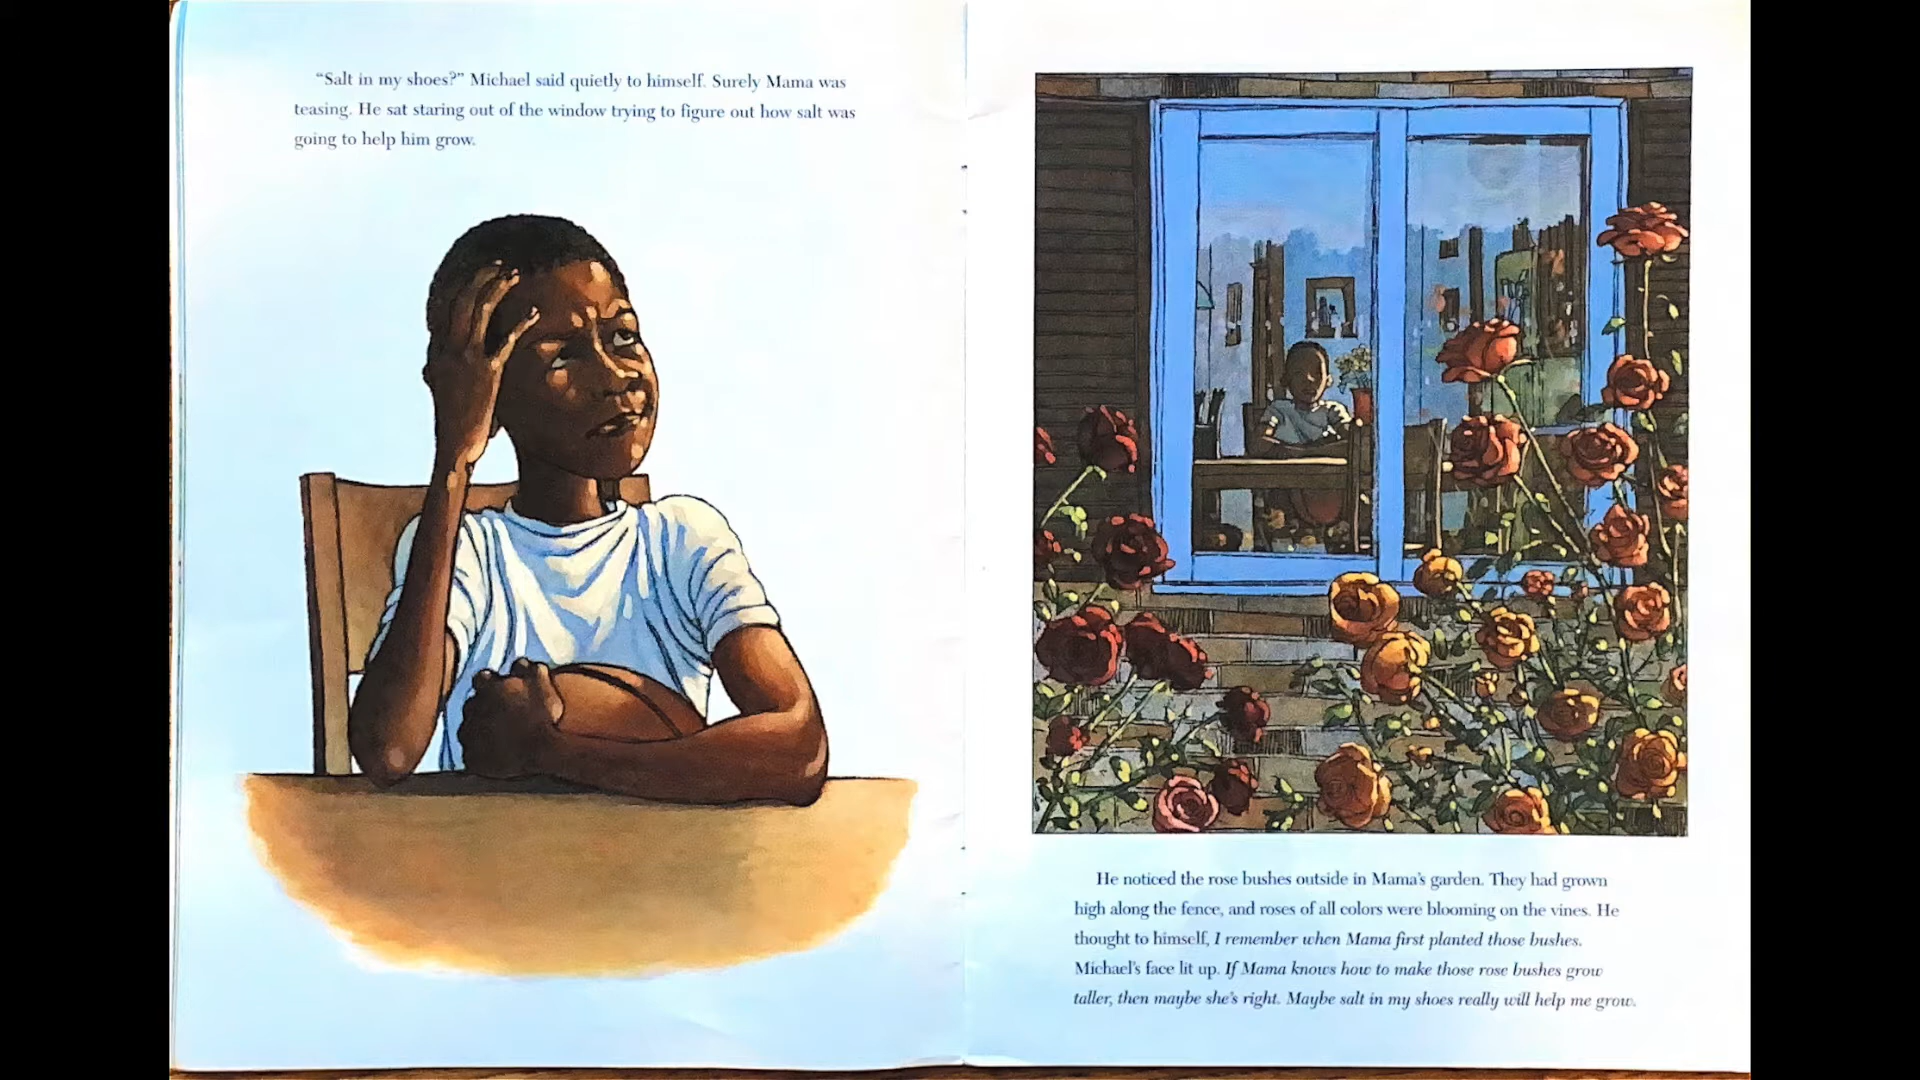 “Salt in my shoes?” Michael said quietly to himself. Surely Mama was
teasing. He sat staring out of the window trying to figure out how salt was
going to help him grow.
He noticed the rose bushes outside in Mama’s garden. They had grown
high along the fence, and roses of all colors were blooming on the vines. He
thought to himself, I remember when Mama first planted those bushes.
Michael’s face lit up. If Mama knows how to make those rose bushes grow
taller, then maybe she’s right. Maybe salt in my shoes really will help me grow.